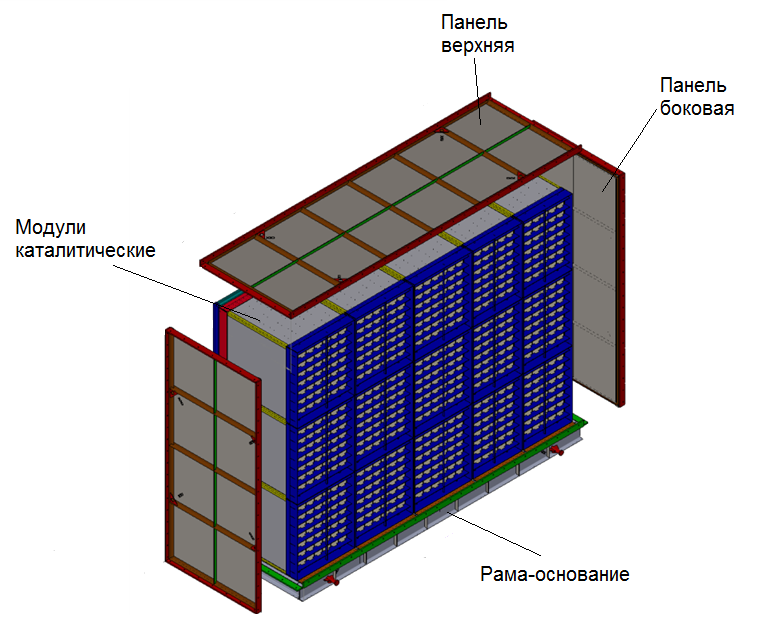 Панель
верхняя
Панель
боковая
Модули
каталитические
Рама-основание